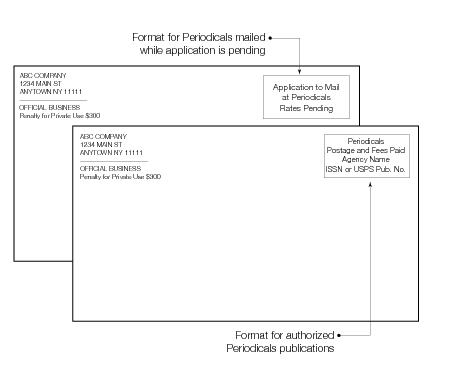 Format for Periodicals mailed
while application is pending
ABC COMPANY
1234 MAIN ST
ANYTOWN NY 11111
OFFICIAL BUSINESS
Penalty for Private Use $300
Application to Mail
at Periodicals
Rates Pending
ABC COMPANY
1234 MAIN ST
ANYTOWN NY 11111
OFFICIAL BUSINESS
Penalty for Private Use $300
Periodicals
Postage and Fees Paid
Agency Name
ISSN or USPS Pub. No.
Format for authorized
Periodicals publications